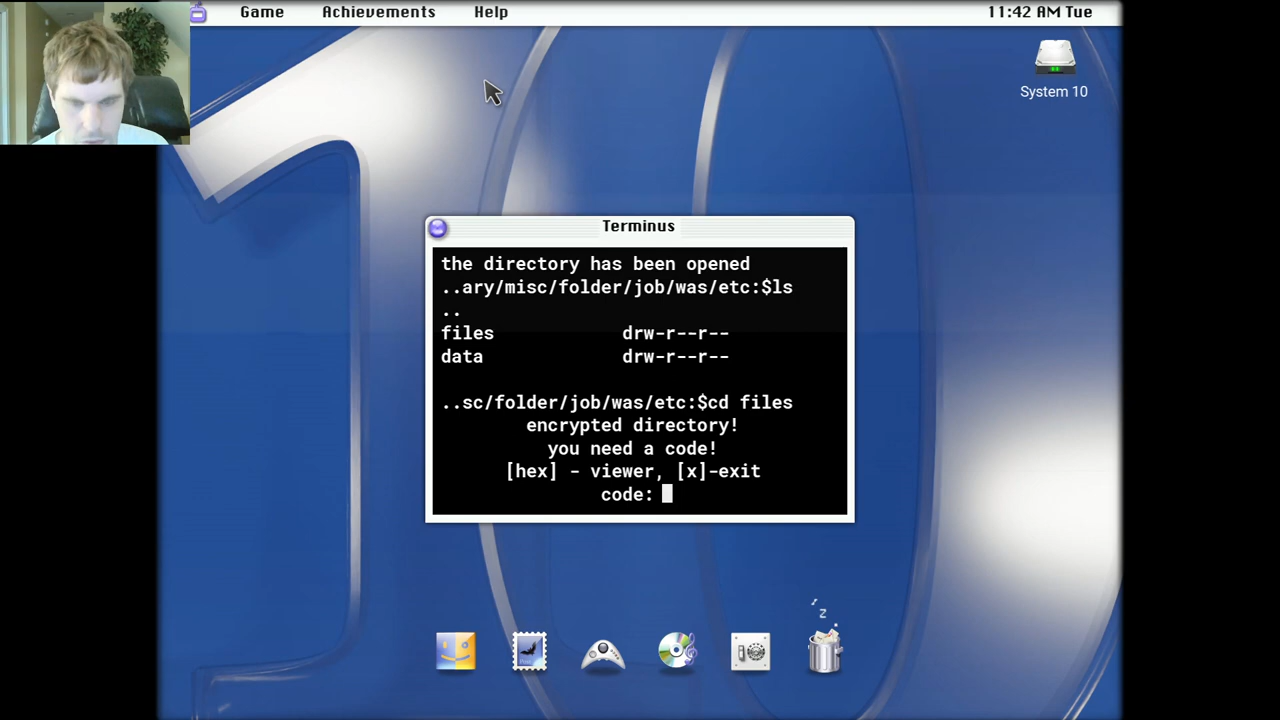 Game Achievements Help 11:42 AM Tue
System 10
Terminus
the directory has been opened
..ary/misc/folder/job/was/etc:$ls
..
files drw-r--r--
data drw-r--r--
..sc/folder/job/was/etc:$cd files
encrypted directory!
you need a code!
[hex] - viewer, [x]-exit
code:
z